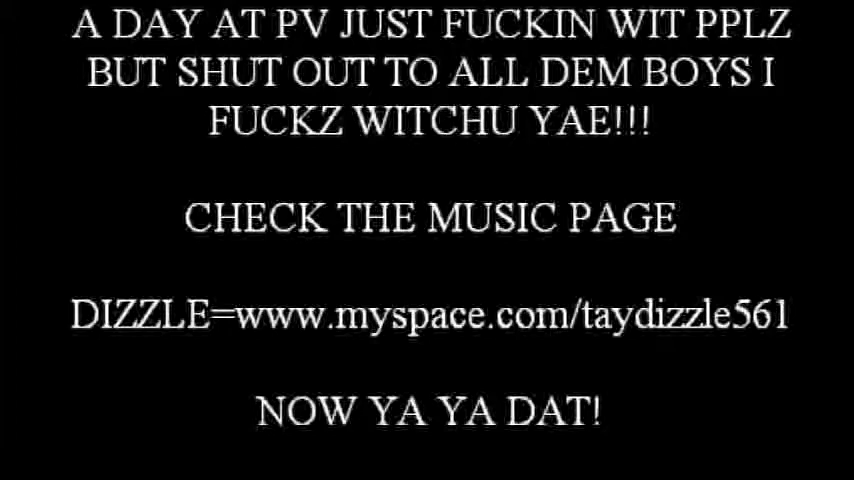 A DAY AT PV JUST FUCKIN WIT PPLZ
BUT SHUT OUT TO ALL DEM BOYS I
FUCKZ WITCHU YAE!!!
CHECK THE MUSIC PAGE
DIZZLE=www.myspace.com/taydizzle561
NOW YA YA DAT!